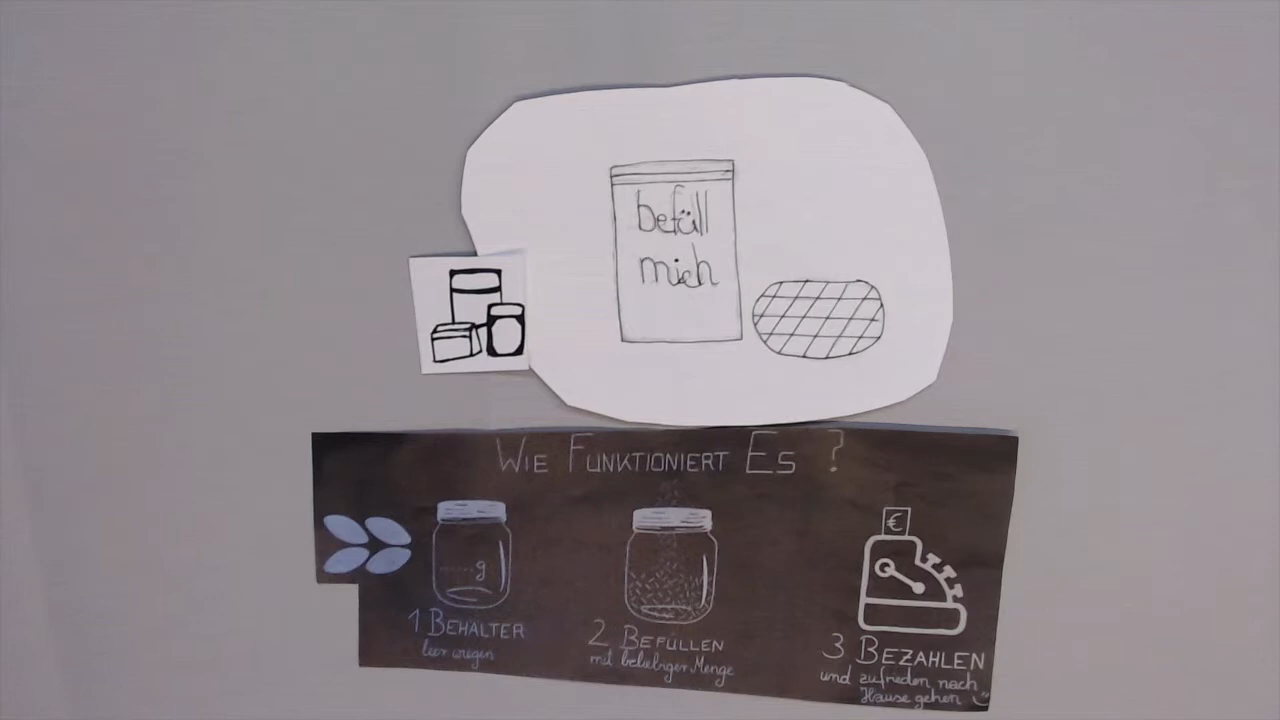 befüll
mich
WIE FUNKTIONIERT ES ?
g
€
1 BEHÄLTER
leer wiegen
2 BEFÜLLEN
mit beliebiger Menge
3 BEZAHLEN
und zufrieden nach
Hause gehen